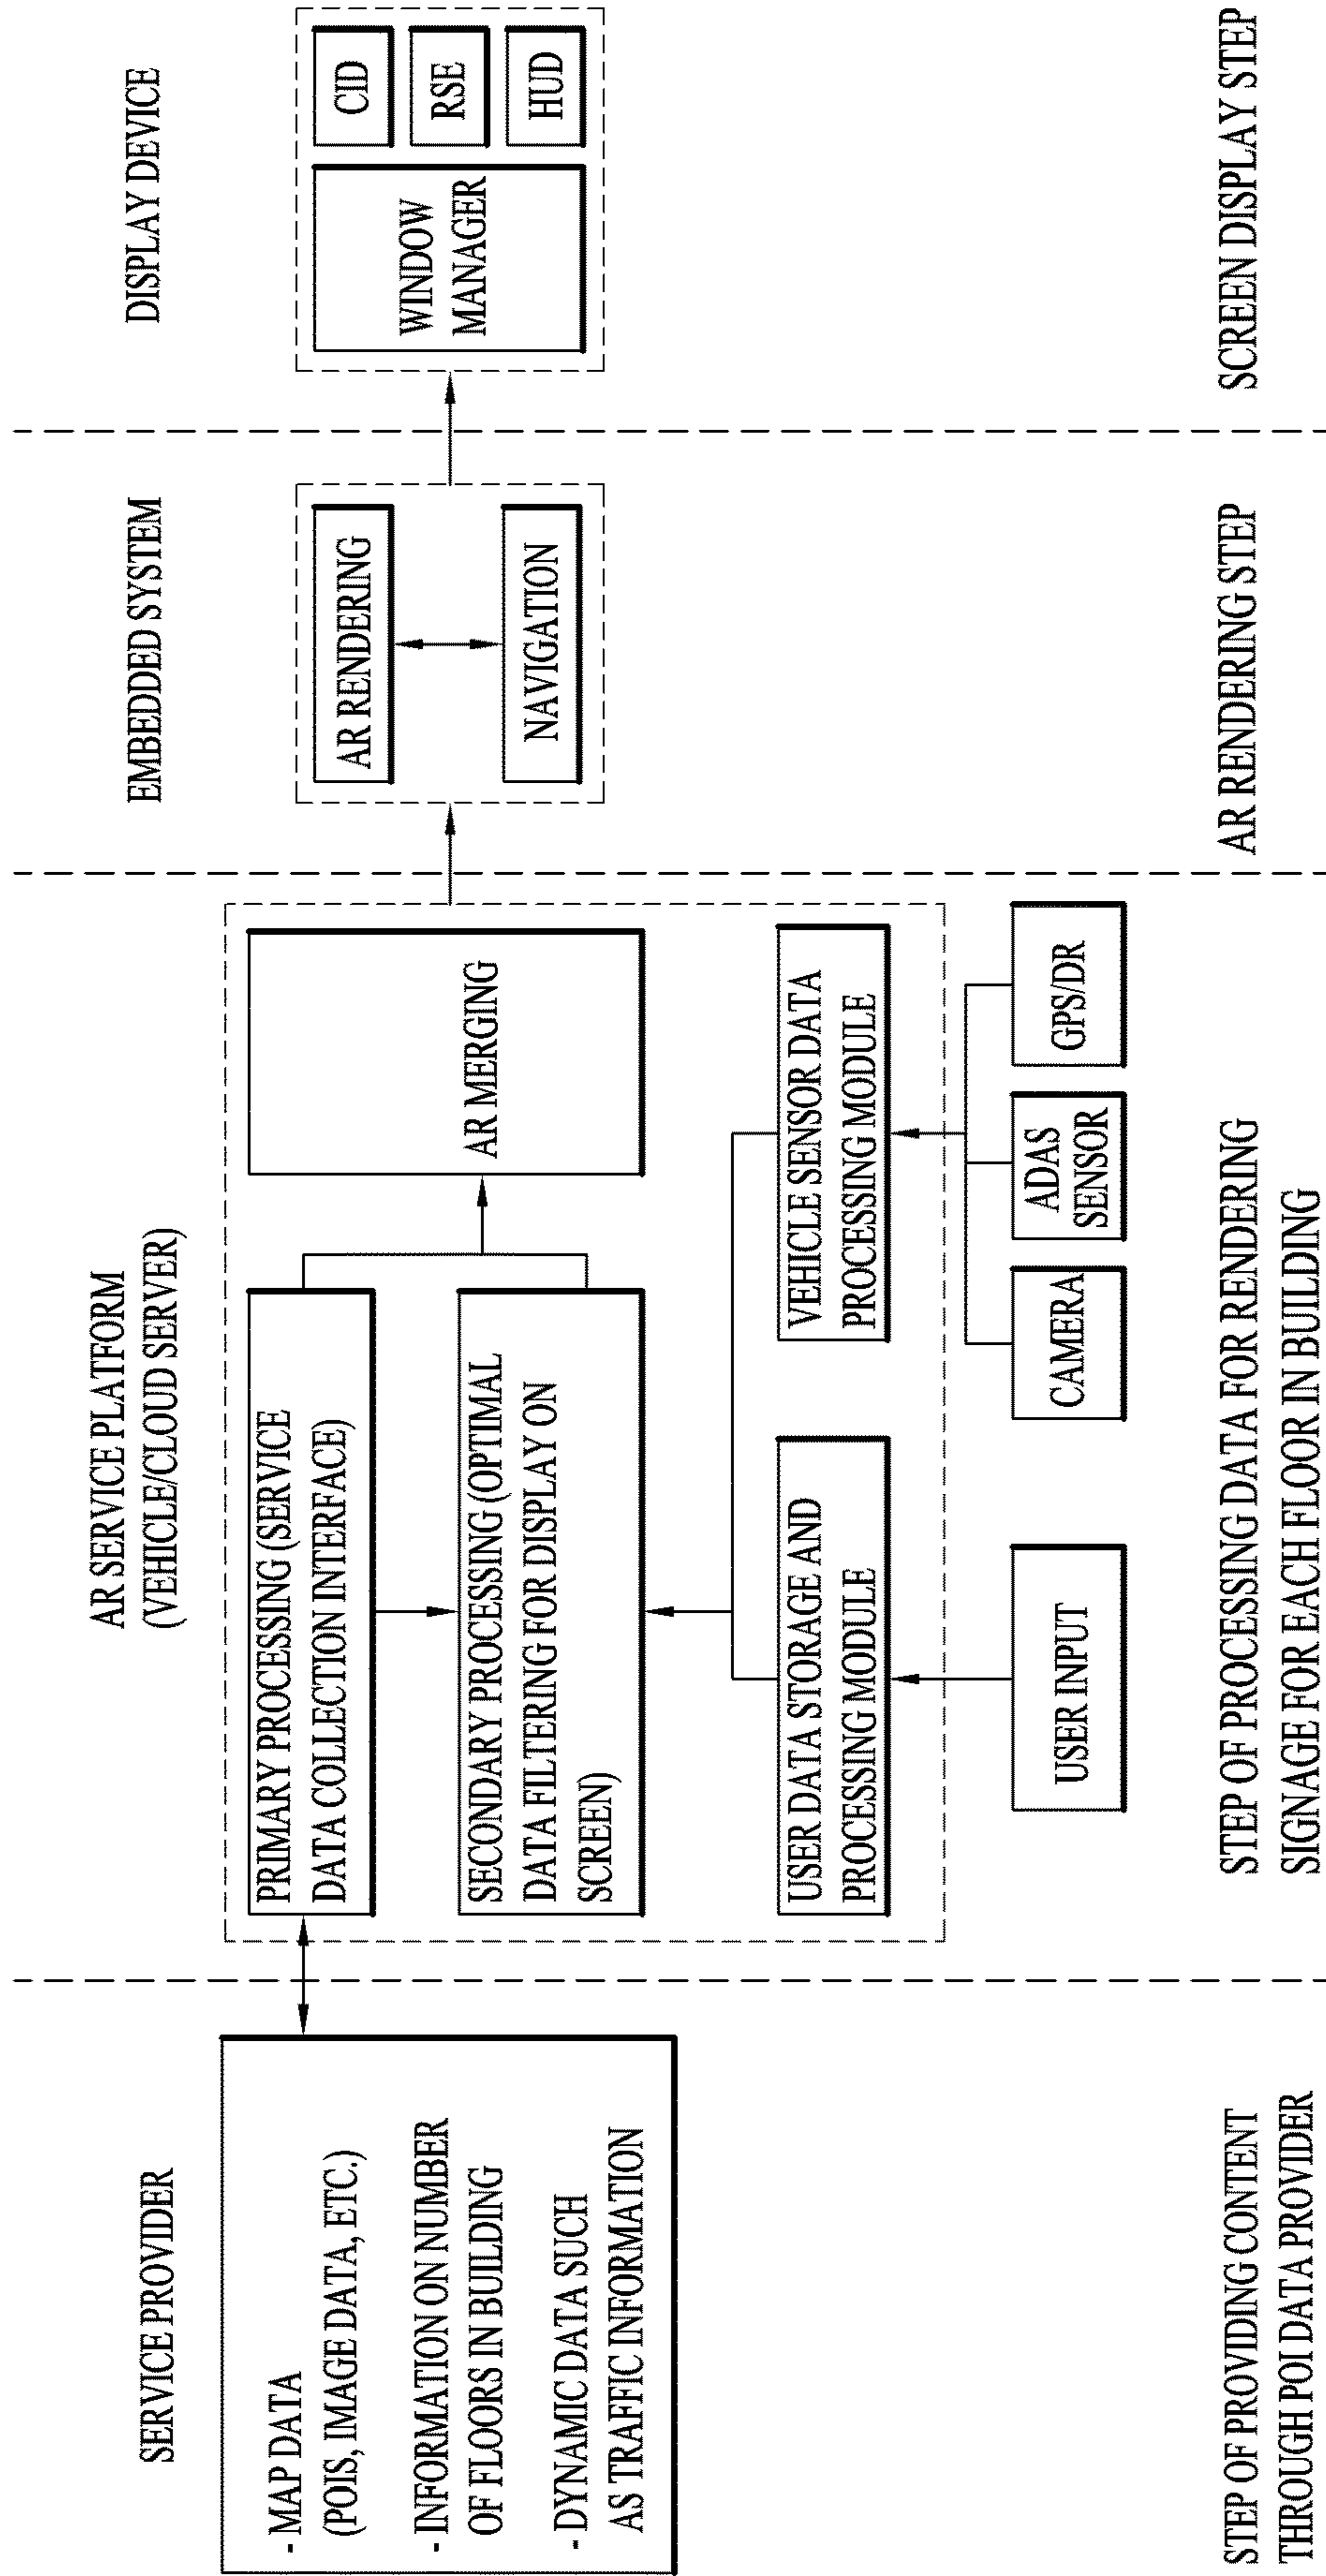 SERVICE PROVIDER
- MAP DATA
(POIS, IMAGE DATA, ETC.)
- INFORMATION ON NUMBER
OF FLOORS IN BUILDING
- DYNAMIC DATA SUCH
AS TRAFFIC INFORMATION
STEP OF PROVIDING CONTENT
THROUGH POI DATA PROVIDER
AR SERVICE PLATFORM
(VEHICLE/CLOUD SERVER)
PRIMARY PROCESSING (SERVICE
DATA COLLECTION INTERFACE)
SECONDARY PROCESSING (OPTIMAL
DATA FILTERING FOR DISPLAY ON
SCREEN)
AR MERGING
USER DATA STORAGE AND
PROCESSING MODULE
VEHICLE SENSOR DATA
PROCESSING MODULE
USER INPUT
CAMERA
ADAS
SENSOR
GPS/DR
STEP OF PROCESSING DATA FOR RENDERING
SIGNAGE FOR EACH FLOOR IN BUILDING
EMBEDDED SYSTEM
AR RENDERING
NAVIGATION
AR RENDERING STEP
DISPLAY DEVICE
WINDOW
MANAGER
CID
RSE
HUD
SCREEN DISPLAY STEP